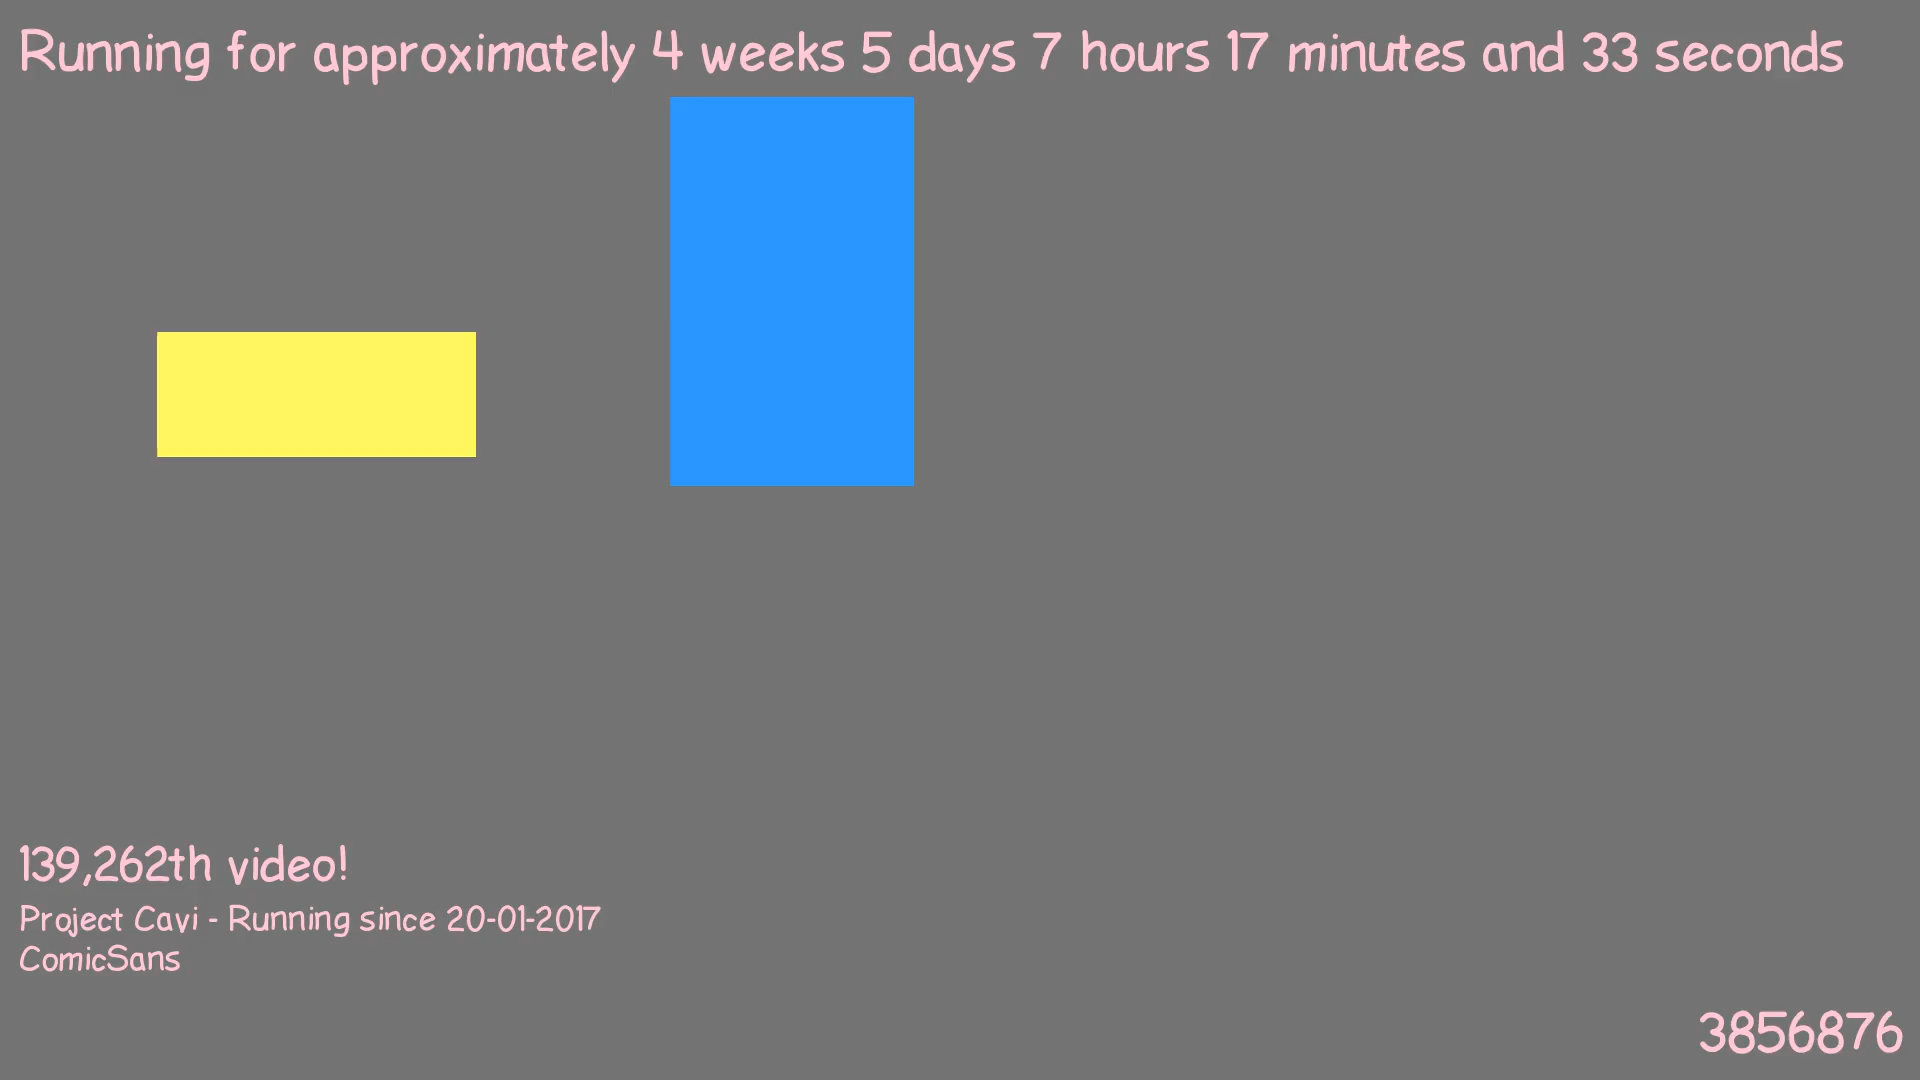 Running for approximately 4 weeks 5 days 7 hours 17 minutes and 33 seconds
139,262th video!
Project Cavi - Running since 20-01-2017
ComicSans
3856876